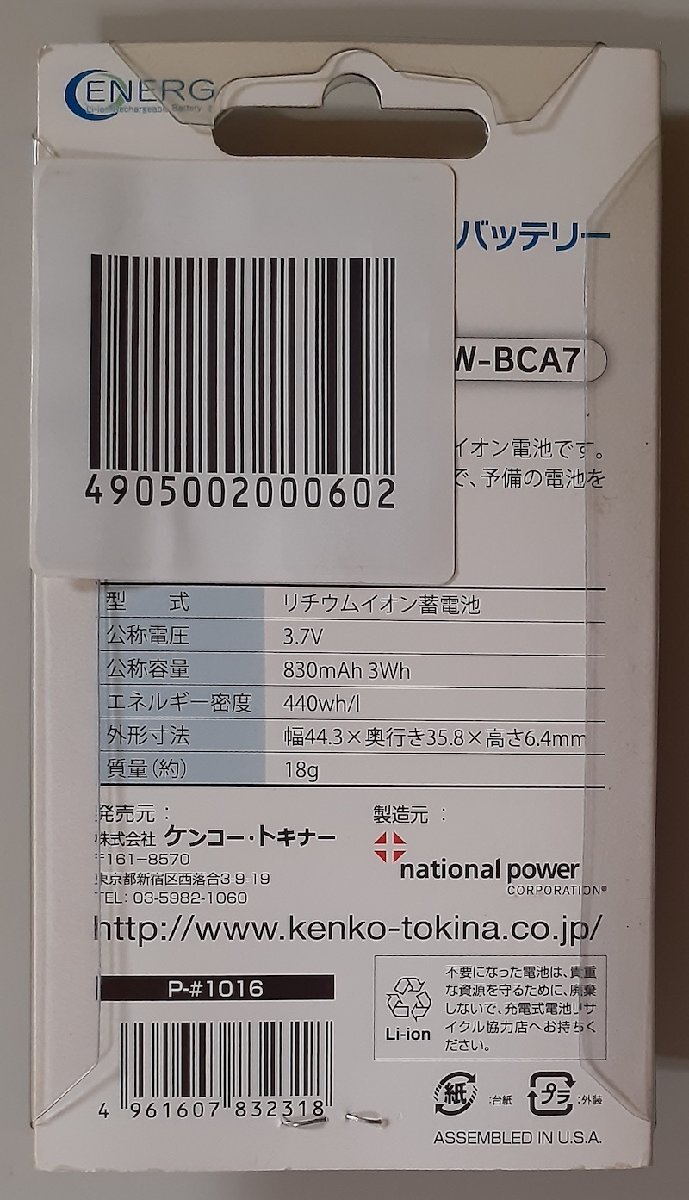 ENERG
Li-ion Rechargeable Battery
バッテリー
W-BCA7
イオン電池です。
で、予備の電池を
4905002000602
型 式 リチウムイオン蓄電池
公称電圧 3.7V
公称容量 830mAh 3Wh
エネルギー密度 440wh/l
外形寸法 幅44.3×奥行き35.8×高さ6.4mm
質量(約) 18g
発売元：
株式会社 ケンコー・トキナー
〒161-8570
東京都新宿区西落合3-9-19
TEL: 03-5982-1060
製造元：
national power
CORPORATION®
http://www.kenko-tokina.co.jp/
P-#1016
4 961607 832318
Li-ion
不要になった電池は、貴重
な資源を守るために、廃棄
しないで、充電式電池リサ
イクル協力店へお持ちく
ださい。
紙 :台紙 プラ :外装
ASSEMBLED IN U.S.A.